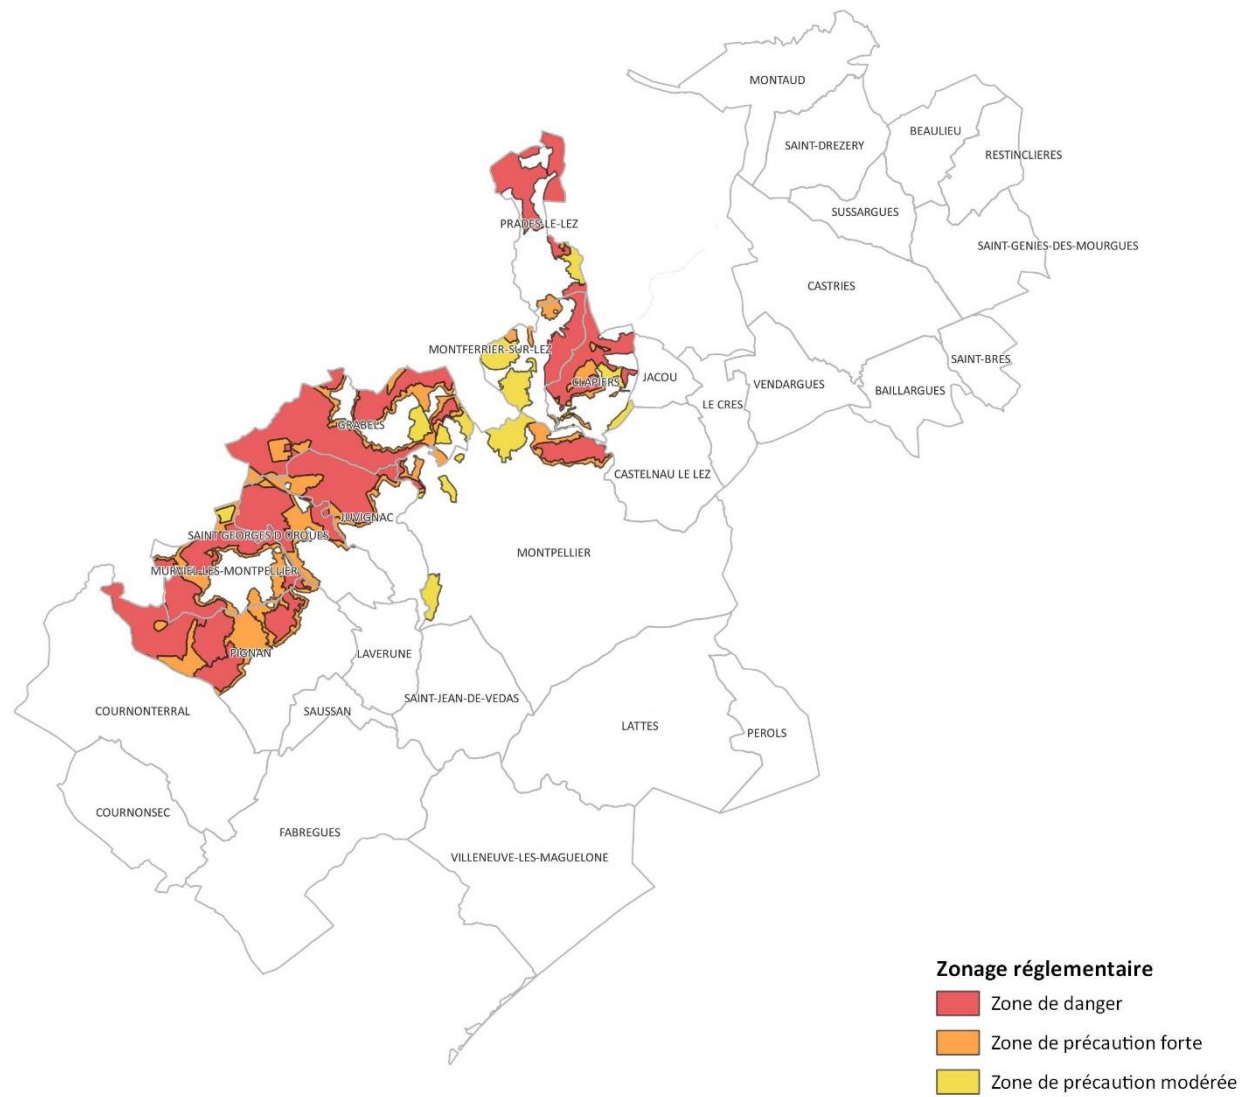 MONTAUD
BEAULIEU
SAINT-DREZERY
RESTINCLIERES
SUSSARGUES
PRADES-LE-LEZ
SAINT-GENIES-DES-MOURGUES
CASTRIES
MONTFERRIER-SUR-LEZ
SAINT-BRES
CLAPIERS
JACOU
VENDARGUES
BAILLARGUES
LE CRES
GRABELS
CASTELNAU LE LEZ
JUVIGNAC
SAINT GEORGES D'ORQUES
MONTPELLIER
MURVIEL-LES-MONTPELLIER
PIGNAN
LAVERUNE
SAINT-JEAN-DE-VEDAS
COURNONTERRAL
SAUSSAN
LATTES
PEROLS
COURNONSEC
FABREGUES
VILLENEUVE-LES-MAGUELONE
Zonage réglementaire
Zone de danger
Zone de précaution forte
Zone de précaution modérée